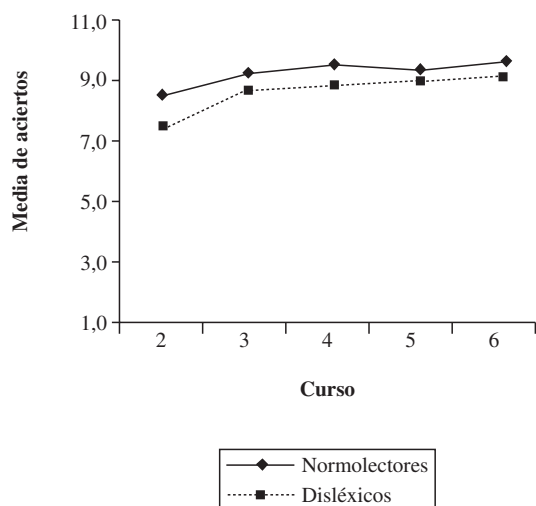 11,0
9,0
7,0
5,0
3,0
1,0
Media de aciertos
2 3 4 5 6
Curso
Normolectores
Disléxicos